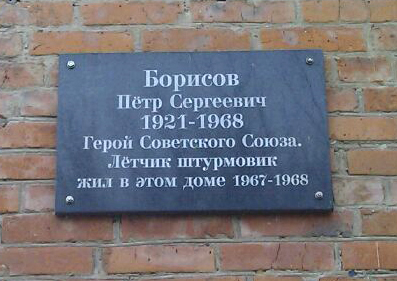 Борисов
Пётр Сергеевич
1921-1968
Герой Советского Союза.
Лётчик штурмовик
жил в этом доме 1967-1968